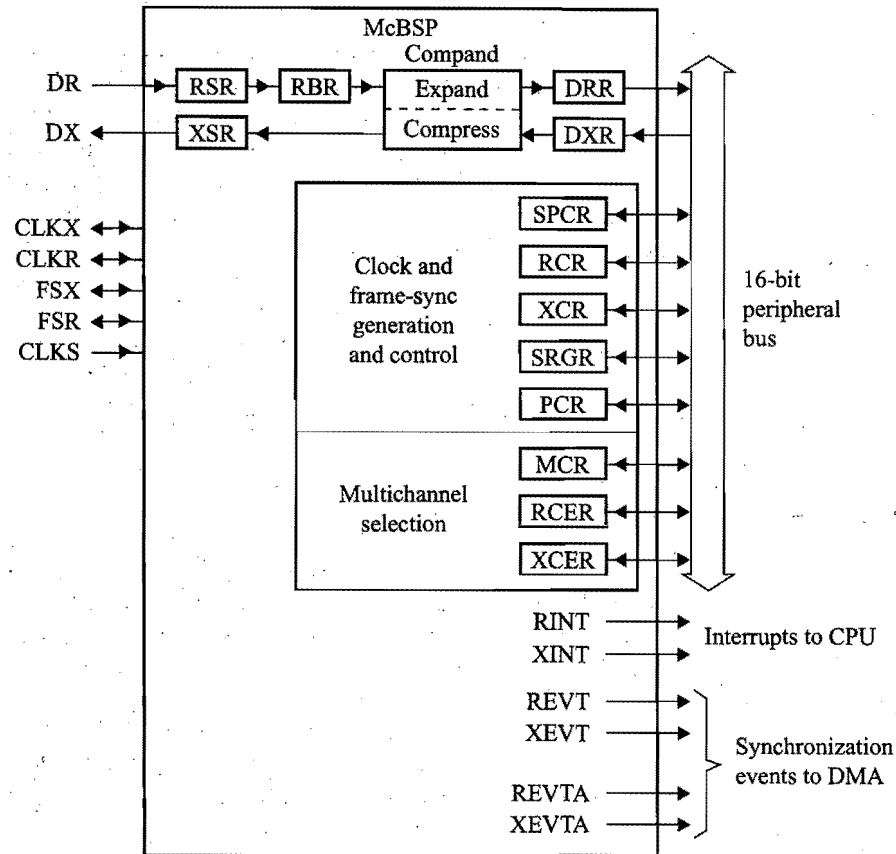 McBSP
Compand
DR
RSR
RBR
Expand
DRR
DX
XSR
Compress
DXR
CLKX
CLKR
FSX
FSR
CLKS
Clock and
frame-sync
generation
and control
SPCR
RCR
XCR
SRGR
PCR
16-bit
peripheral
bus
Multichannel
selection
MCR
RCER
XCER
RINT
XINT
Interrupts to CPU
REVT
XEVT
REVTA
XEVTA
Synchronization
events to DMA